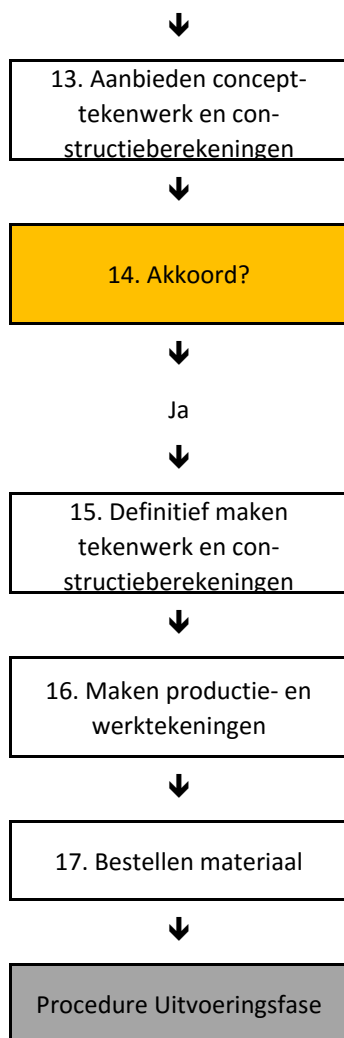 13. Aanbieden concept-
tekenwerk en con-
structieberekeningen
14. Akkoord?
Ja
15. Definitief maken
tekenwerk en con-
structieberekeningen
16. Maken productie- en
werktekeningen
17. Bestellen materiaal
Procedure Uitvoeringsfase